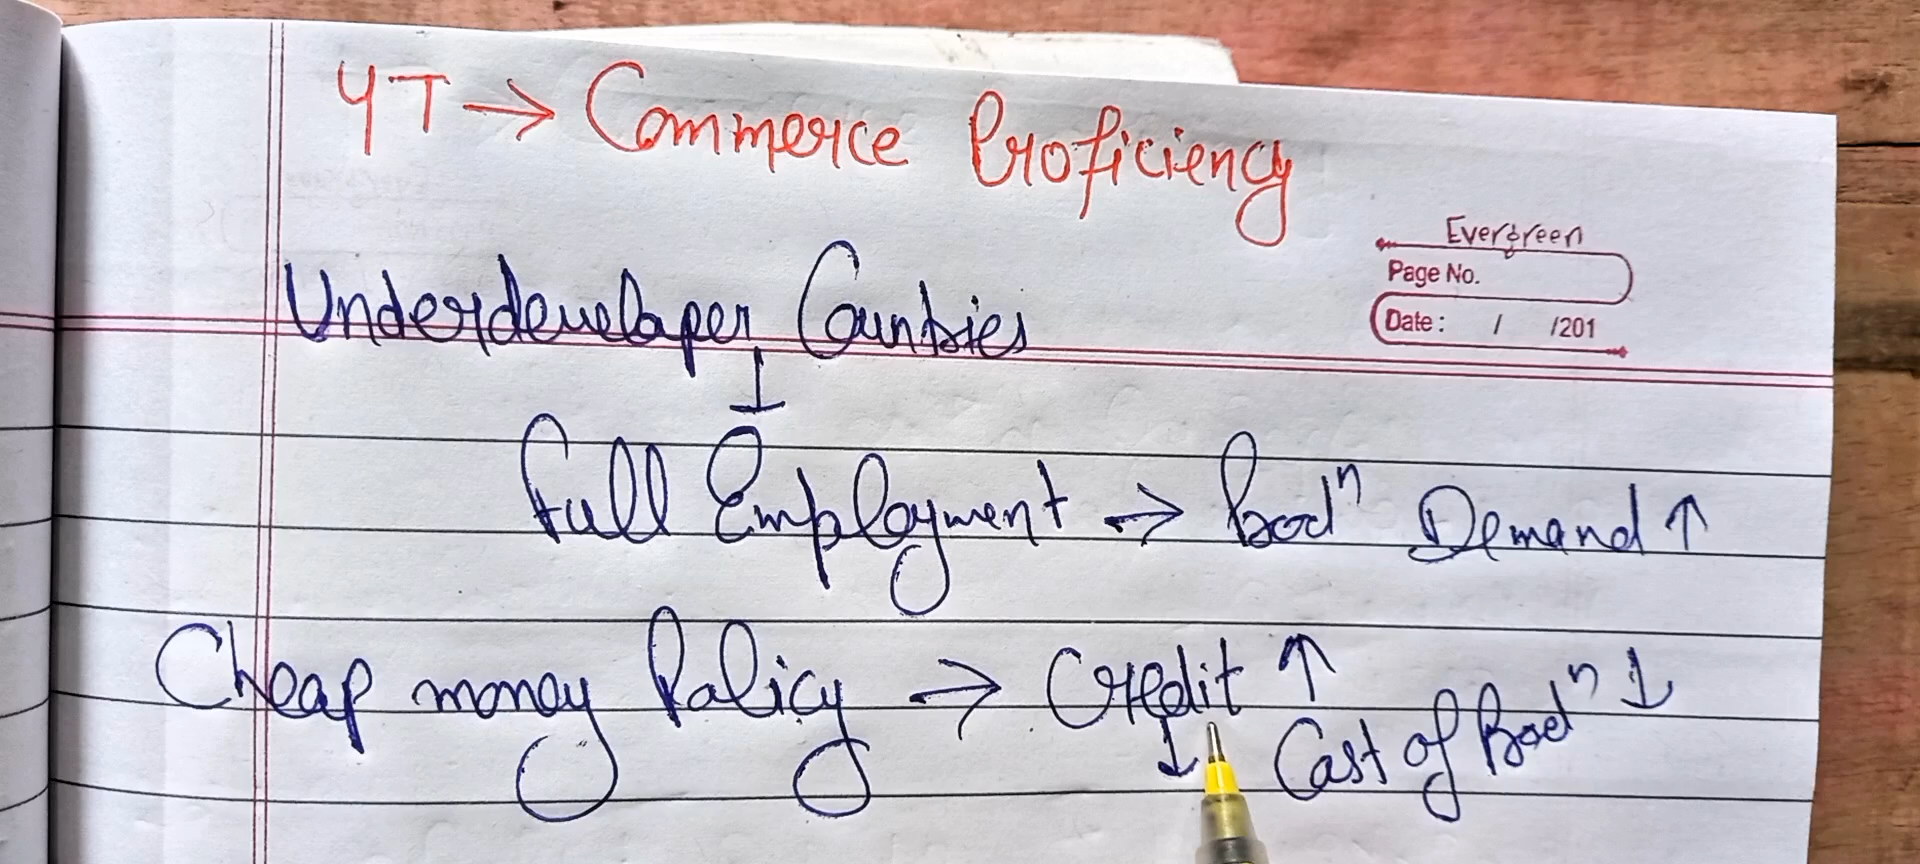 YT → Commerce Proficiency
Evergreen
Page No.
Date: / /201
Underdeveloper Countries
↓
Full Employment → Prodⁿ Demand ↑
Cheap money Policy → Credit ↑
↓ Cost of Prodⁿ ↓